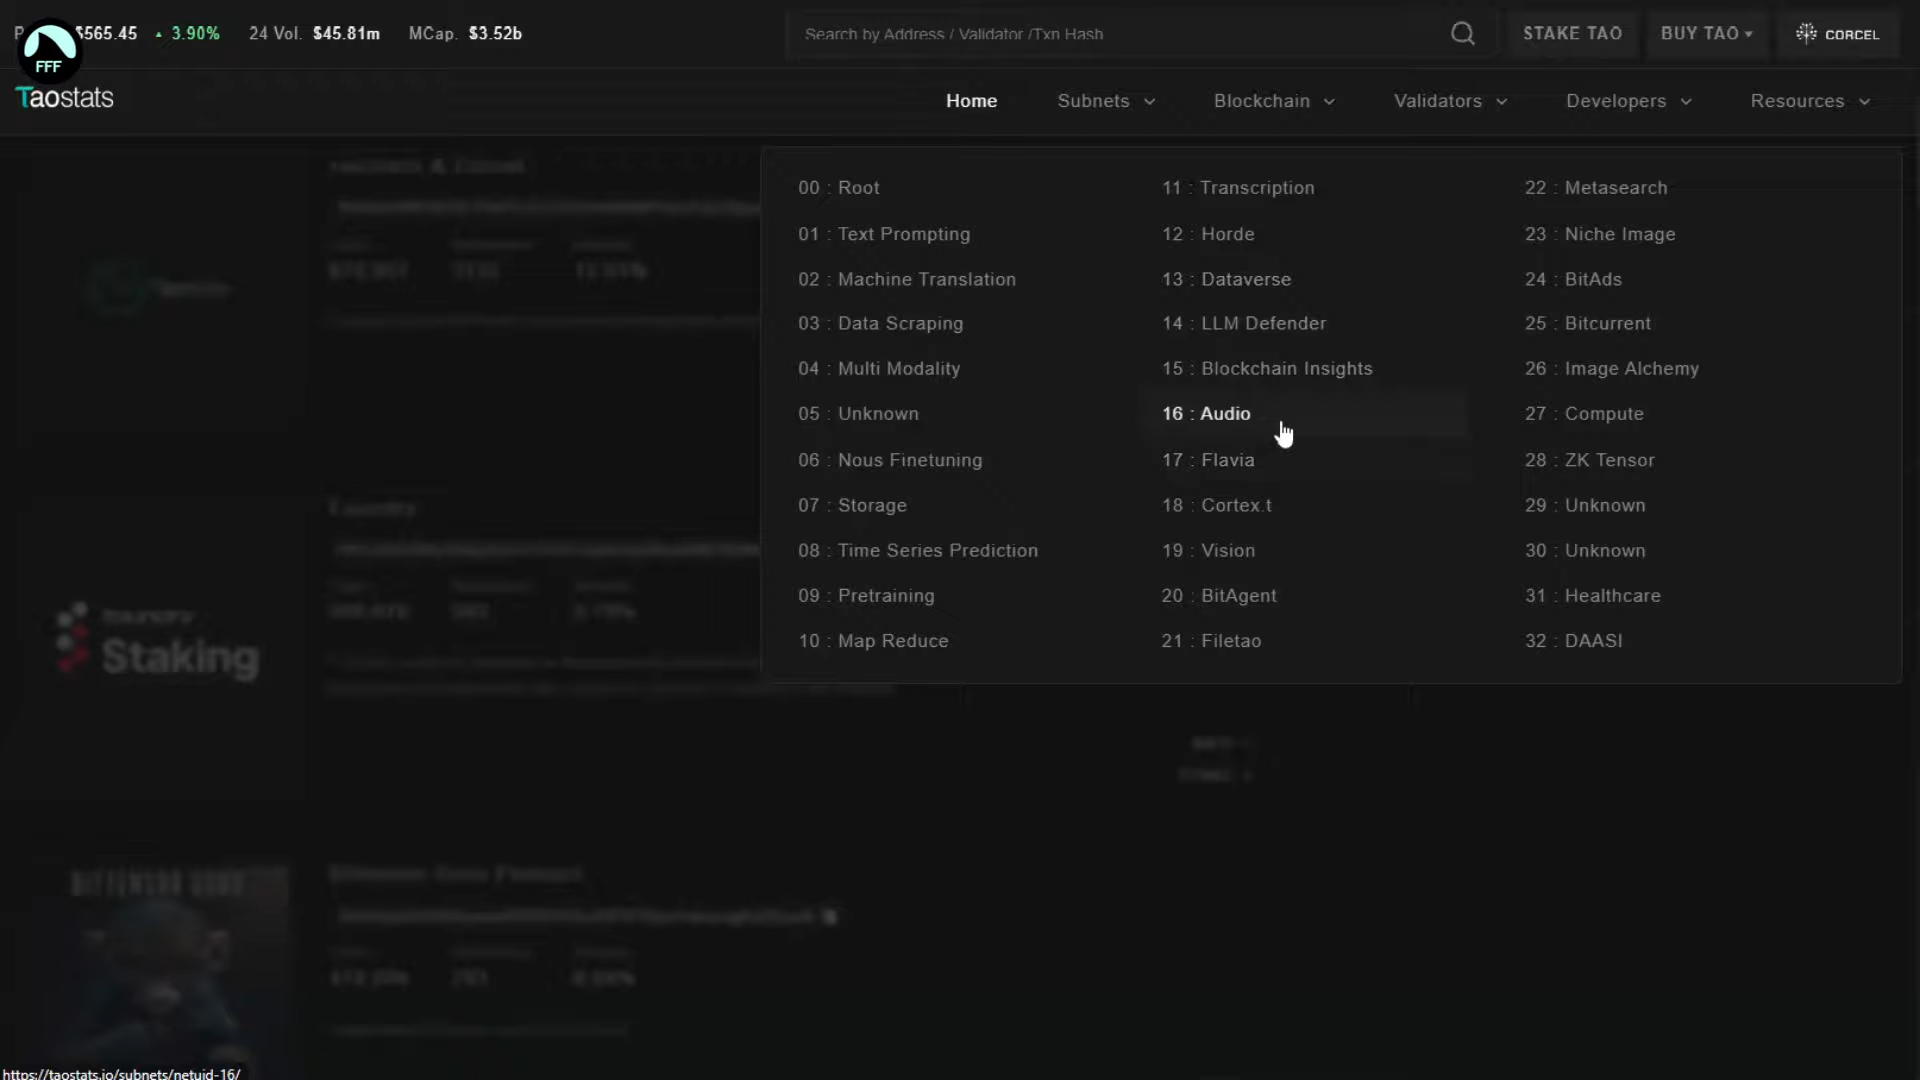 $565.45 ▲ 3.90% 24 Vol. $45.81m MCap. $3.52b Search by Address / Validator /Txn Hash STAKE TAO BUY TAO ▾ CORCEL
FFF
Taostats Home Subnets Blockchain Validators Developers Resources
00 : Root
01 : Text Prompting
02 : Machine Translation
03 : Data Scraping
04 : Multi Modality
05 : Unknown
06 : Nous Finetuning
07 : Storage
08 : Time Series Prediction
09 : Pretraining
10 : Map Reduce
11 : Transcription
12 : Horde
13 : Dataverse
14 : LLM Defender
15 : Blockchain Insights
16 : Audio
17 : Flavia
18 : Cortex.t
19 : Vision
20 : BitAgent
21 : Filetao
22 : Metasearch
23 : Niche Image
24 : BitAds
25 : Bitcurrent
26 : Image Alchemy
27 : Compute
28 : ZK Tensor
29 : Unknown
30 : Unknown
31 : Healthcare
32 : DAASI
Foundry
Staking
https://taostats.io/subnets/netuid-16/